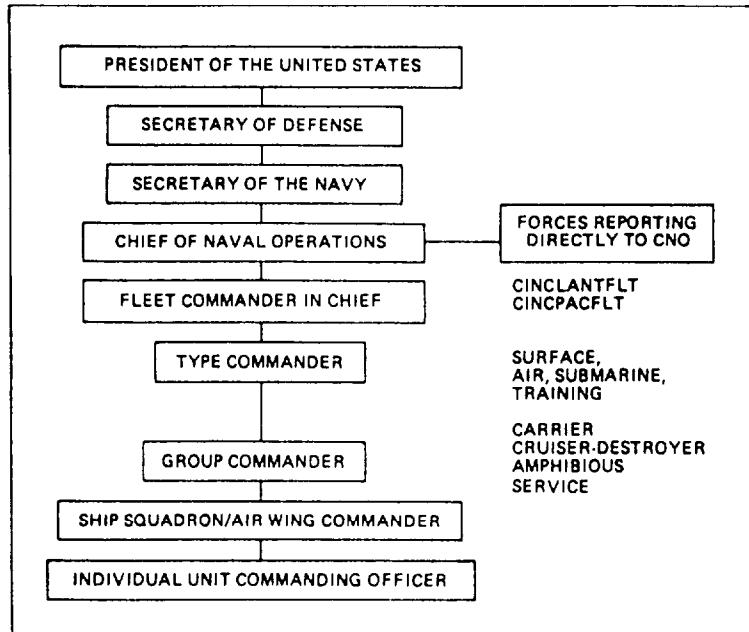 PRESIDENT OF THE UNITED STATES
SECRETARY OF DEFENSE
SECRETARY OF THE NAVY
CHIEF OF NAVAL OPERATIONS
FORCES REPORTING
DIRECTLY TO CNO
FLEET COMMANDER IN CHIEF
CINCLANTFLT
CINCPACFLT
TYPE COMMANDER
SURFACE,
AIR, SUBMARINE,
TRAINING
GROUP COMMANDER
CARRIER
CRUISER-DESTROYER
AMPHIBIOUS
SERVICE
SHIP SQUADRON/AIR WING COMMANDER
INDIVIDUAL UNIT COMMANDING OFFICER